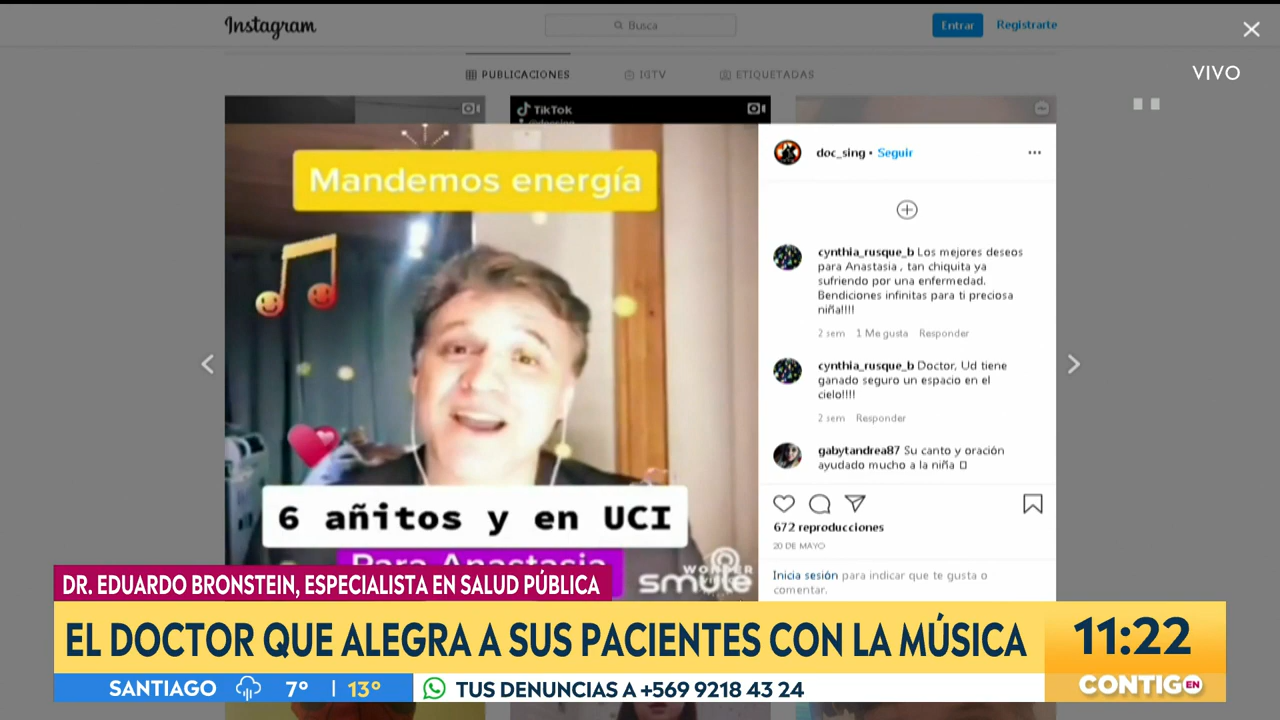 Instagram
Busca
Entrar
Registrarte
VIVO
PUBLICACIONES
IGTV
ETIQUETADAS
TikTok
Mandemos energía
6 añitos y en UCI
Para Anastasia
smule
doc_sing • Seguir
cynthia_rusque_b Los mejores deseos
para Anastasia , tan chiquita ya
sufriendo por una enfermedad.
Bendiciones infinitas para ti preciosa
niña!!!!
2 sem 1 Me gusta Responder
cynthia_rusque_b Doctor, Ud tiene
ganado seguro un espacio en el
cielo!!!!
2 sem Responder
gabytandrea87 Su canto y oración
ayudado mucho a la niña
672 reproducciones
20 DE MAYO
Inicia sesión para indicar que te gusta o
comentar.
DR. EDUARDO BRONSTEIN, ESPECIALISTA EN SALUD PÚBLICA
EL DOCTOR QUE ALEGRA A SUS PACIENTES CON LA MÚSICA
11:22
SANTIAGO 7° | 13°
TUS DENUNCIAS A +569 9218 43 24
CONTIGO EN